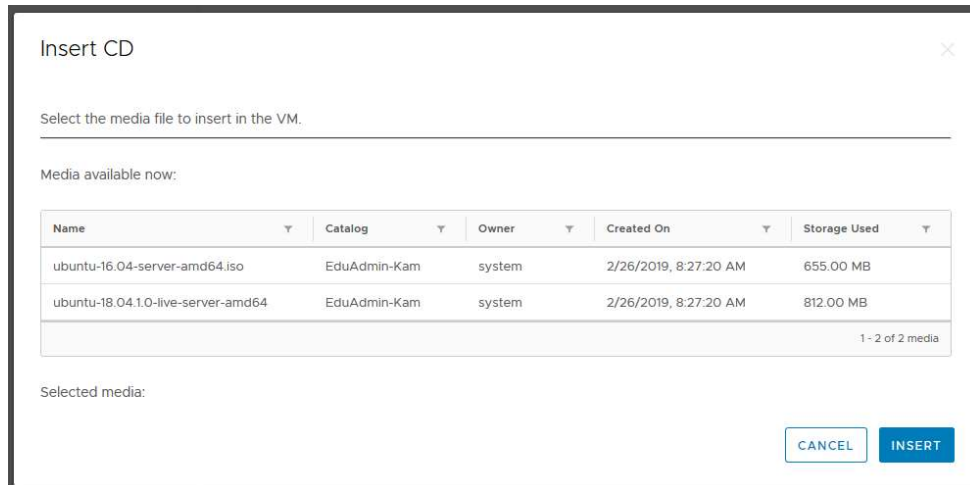 Insert CD
Select the media file to insert in the VM.
Media available now:
Name Catalog Owner Created On Storage Used
ubuntu-16.04-server-amd64.iso EduAdmin-Kam system 2/26/2019, 8:27:20 AM 655.00 MB
ubuntu-18.04.1.0-live-server-amd64 EduAdmin-Kam system 2/26/2019, 8:27:20 AM 812.00 MB
1 - 2 of 2 media
Selected media:
CANCEL INSERT